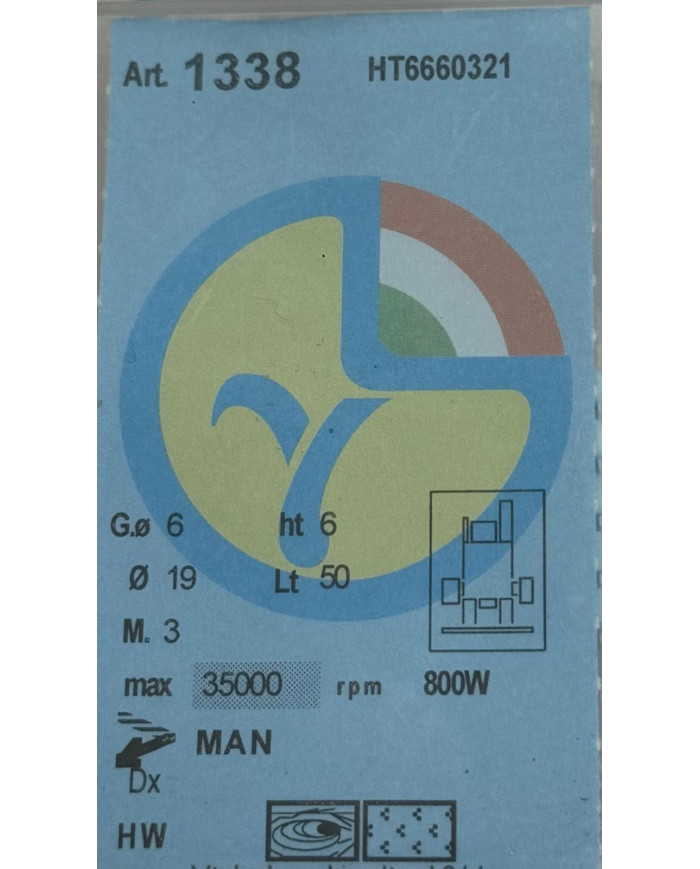 Art. 1338 HT6660321
G.ø 6 ht 6
Ø 19 Lt 50
M. 3
max 35000 rpm 800W
MAN
Dx
HW